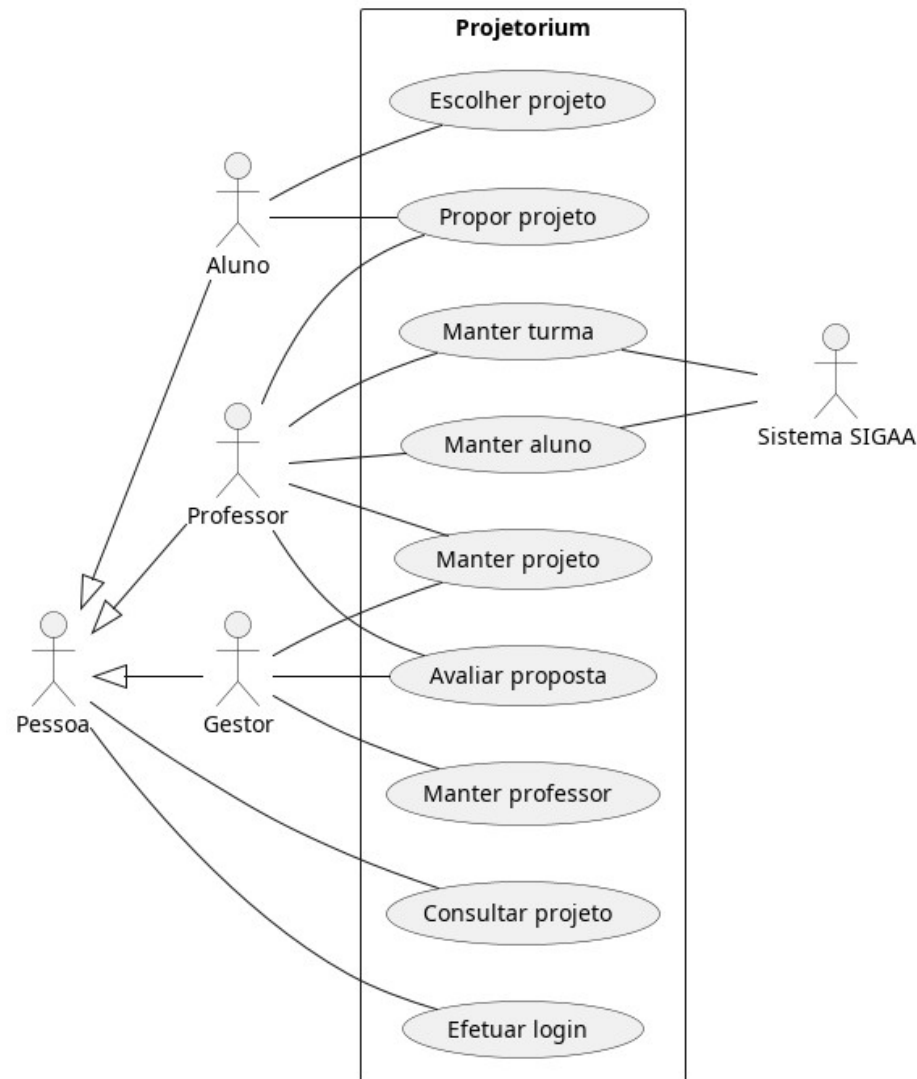 Projetorium
Escolher projeto
Aluno
Propor projeto
Manter turma
Sistema SIGAA
Manter aluno
Professor
Manter projeto
Pessoa
Gestor
Avaliar proposta
Manter professor
Consultar projeto
Efetuar login